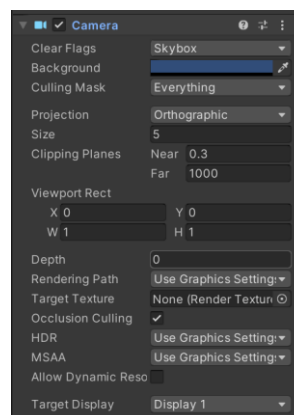 Camera
Clear Flags Skybox
Background
Culling Mask Everything
Projection Orthographic
Size 5
Clipping Planes Near 0.3
Far 1000
Viewport Rect
X 0 Y 0
W 1 H 1
Depth 0
Rendering Path Use Graphics Setting
Target Texture None (Render Textur
Occlusion Culling
HDR Use Graphics Setting
MSAA Use Graphics Setting
Allow Dynamic Reso
Target Display Display 1